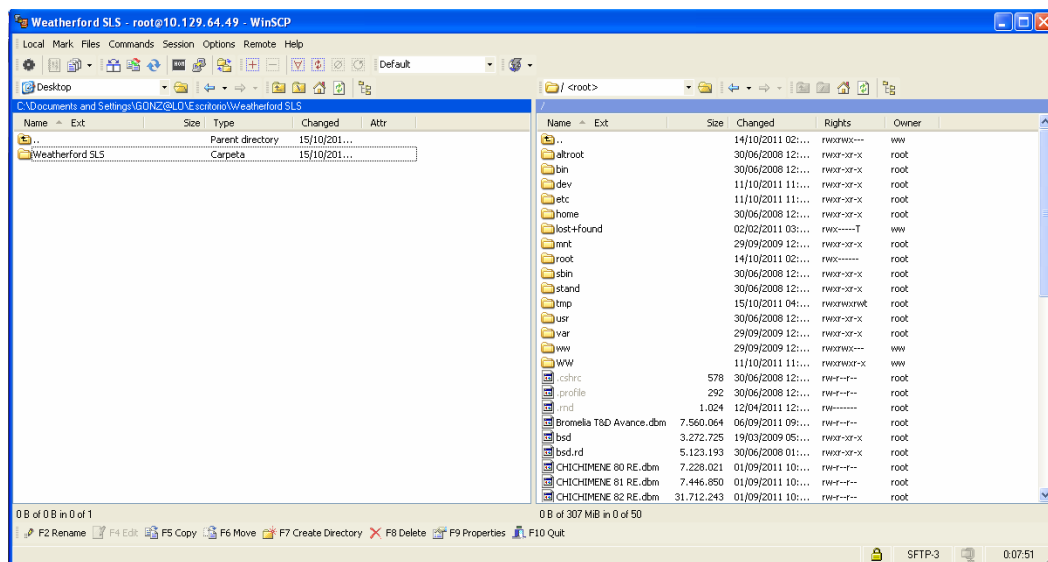 Weatherford SLS - root@10.129.64.49 - WinSCP
Local Mark Files Commands Session Options Remote Help
Default
Desktop
/ <root>
C:\Documents and Settings\GONZ@LO\Escritorio\Weatherford SLS
/
Name Ext Size Type Changed Attr
.. Parent directory 15/10/201...
Weatherford SLS Carpeta 15/10/201...
Name Ext Size Changed Rights Owner
.. 14/10/2011 02:... rwxrwx--- ww
altroot 30/06/2008 12:... rwxr-xr-x root
bin 30/06/2008 12:... rwxr-xr-x root
dev 11/10/2011 11:... rwxr-xr-x root
etc 11/10/2011 11:... rwxr-xr-x root
home 30/06/2008 12:... rwxr-xr-x root
lost+found 02/02/2011 03:... rwx-----T ww
mnt 29/09/2009 12:... rwxr-xr-x root
root 14/10/2011 02:... rwx------ root
sbin 30/06/2008 12:... rwxr-xr-x root
stand 30/06/2008 12:... rwxr-xr-x root
tmp 15/10/2011 04:... rwxrwxrwt root
usr 30/06/2008 12:... rwxr-xr-x root
var 29/09/2009 12:... rwxr-xr-x root
ww 29/09/2009 12:... rwxrwx--- ww
WW 11/10/2011 11:... rwxrwxr-x ww
.cshrc 578 30/06/2008 12:... rw-r--r-- root
.profile 292 30/06/2008 12:... rw-r--r-- root
.rnd 1.024 12/04/2011 12:... rw------- root
Bromelia T&D Avance.dbm 7.560.064 06/09/2011 09:... rw-r--r-- root
bsd 3.272.725 19/03/2009 05:... rwxr-xr-x root
bsd.rd 5.123.193 30/06/2008 01:... rwxr-xr-x root
CHICHIMENE 80 RE.dbm 7.228.021 01/09/2011 10:... rw-r--r-- root
CHICHIMENE 81 RE.dbm 7.446.850 01/09/2011 10:... rw-r--r-- root
CHICHIMENE 82 RE.dbm 31.712.243 01/09/2011 10:... rw-r--r-- root
0 B of 0 B in 0 of 1
0 B of 307 MiB in 0 of 50
F2 Rename F4 Edit F5 Copy F6 Move F7 Create Directory F8 Delete F9 Properties F10 Quit
SFTP-3 0:07:51